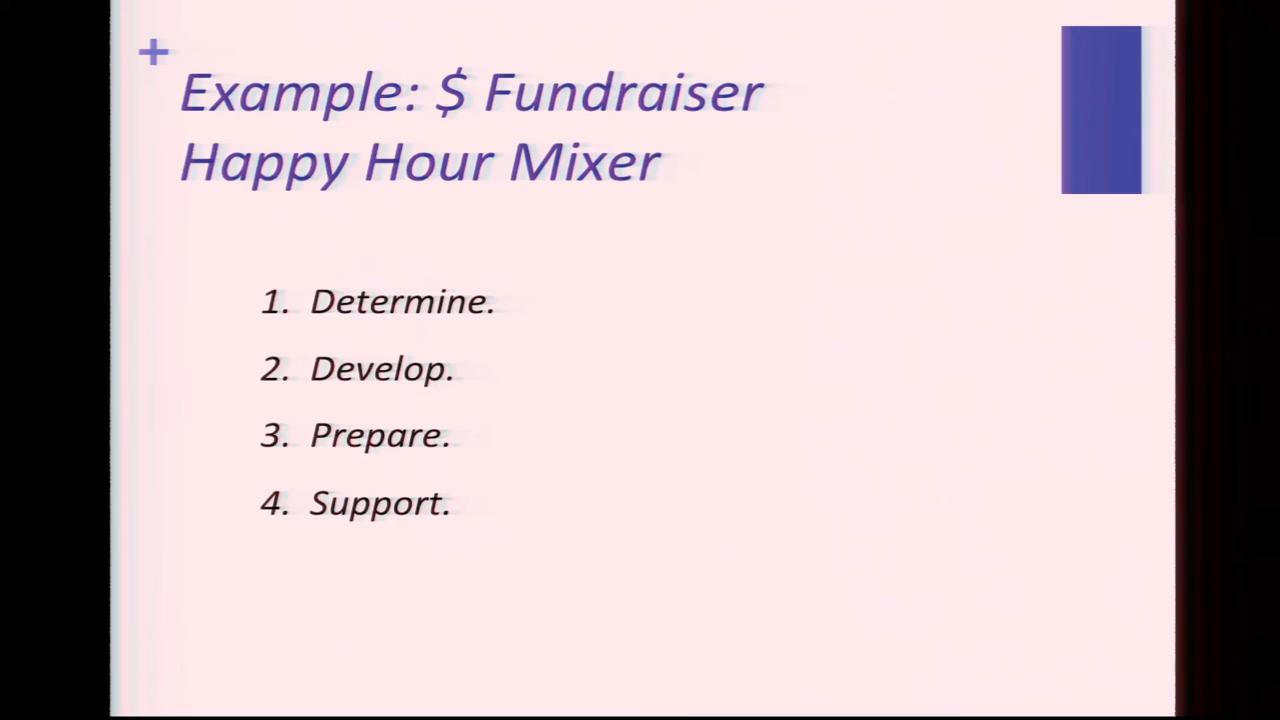 +
Example: $ Fundraiser
Happy Hour Mixer
1. Determine.
2. Develop.
3. Prepare.
4. Support.